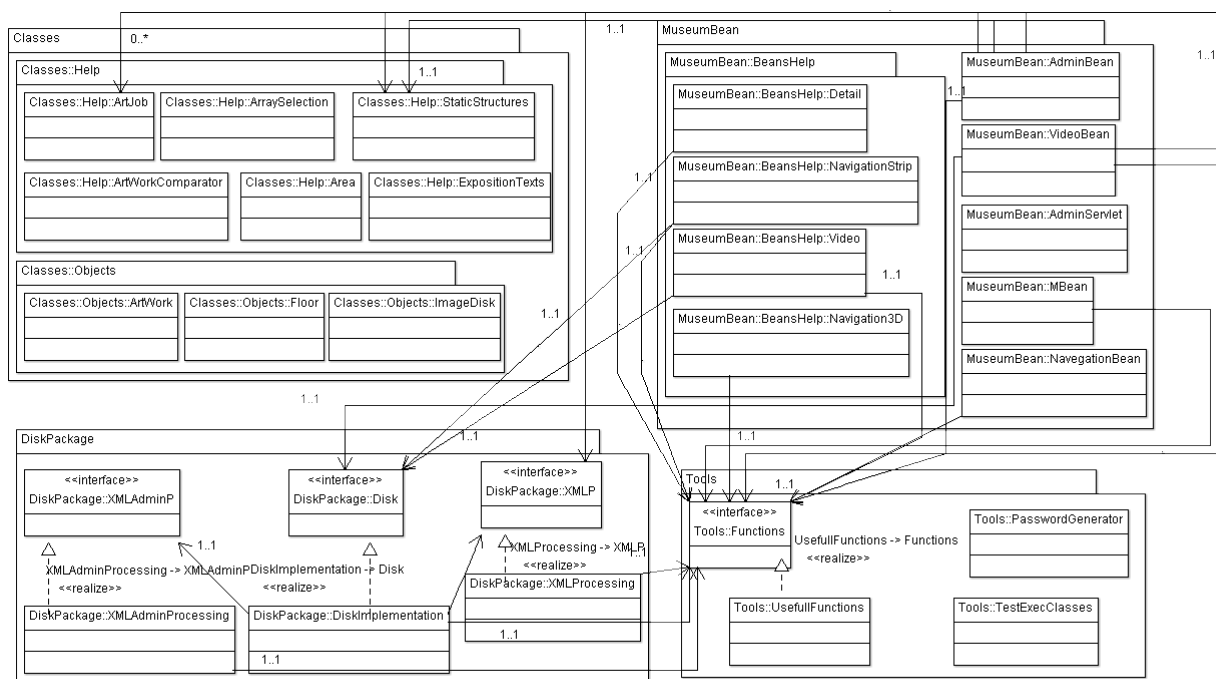 Classes
0..*
1..1
MuseumBean
1..1
Classes::Help
1..1
MuseumBean::BeansHelp
MuseumBean::AdminBean
Classes::Help::ArtJob
Classes::Help::ArraySelection
Classes::Help::StaticStructures
MuseumBean::BeansHelp::Detail
1..1
MuseumBean::VideoBean
Classes::Help::ArtWorkComparator
Classes::Help::Area
Classes::Help::ExpositionTexts
1..1
MuseumBean::BeansHelp::NavigationStrip
MuseumBean::AdminServlet
1..1
MuseumBean::BeansHelp::Video
Classes::Objects
1..1
MuseumBean::MBean
Classes::Objects::ArtWork
Classes::Objects::Floor
Classes::Objects::ImageDisk
1..1
MuseumBean::BeansHelp::Navigation3D
MuseumBean::NavegationBean
1..1
DiskPackage
1..1
1..1
<<interface>>
DiskPackage::XMLAdminP
<<interface>>
DiskPackage::Disk
<<interface>>
DiskPackage::XMLP
Tools
1..1
<<interface>>
Tools::Functions
Tools::PasswordGenerator
1..1
UsefullFunctions -> Functions
<<realize>>
XMLProcessing -> XMLP
<<realize>>
1..1
XMLAdminProcessing -> XMLAdminP
<<realize>>
DiskImplementation -> Disk
<<realize>>
DiskPackage::XMLProcessing
DiskPackage::XMLAdminProcessing
DiskPackage::DiskImplementation
Tools::UsefullFunctions
Tools::TestExecClasses
1..1
1..1